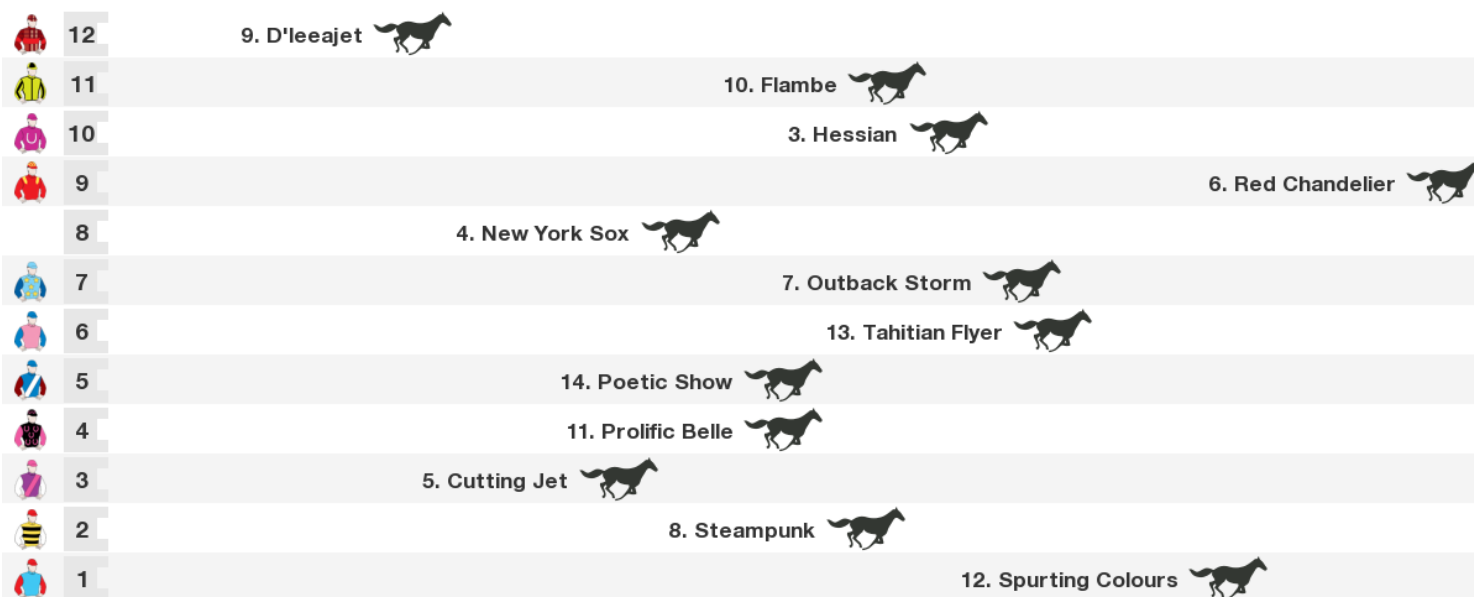 12 9. D'leeajet
11 10. Flambe
10 3. Hessian
9 6. Red Chandelier
8 4. New York Sox
7 7. Outback Storm
6 13. Tahitian Flyer
5 14. Poetic Show
4 11. Prolific Belle
3 5. Cutting Jet
2 8. Steampunk
1 12. Spurting Colours